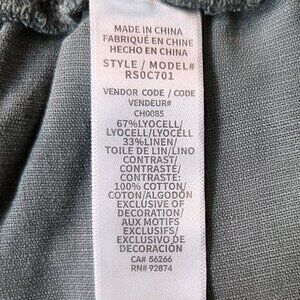 MADE IN CHINA
FABRIQUÉ EN CHINE
HECHO EN CHINA
STYLE / MODEL#
RS0C701
VENDOR CODE / CODE
VENDEUR#
CH0085
67%LYOCELL/
LYOCELL/LYOCELL
33%LINEN/
TOILE DE LIN/LINO
CONTRAST/
CONTRASTE/
CONTRASTE:
100% COTTON/
COTON/ALGODÓN
EXCLUSIVE OF
DECORATION/
AUX MOTIFS
EXCLUSIFS/
EXCLUSIVO DE
DECORACIÓN
CA# 56266
RN# 92874